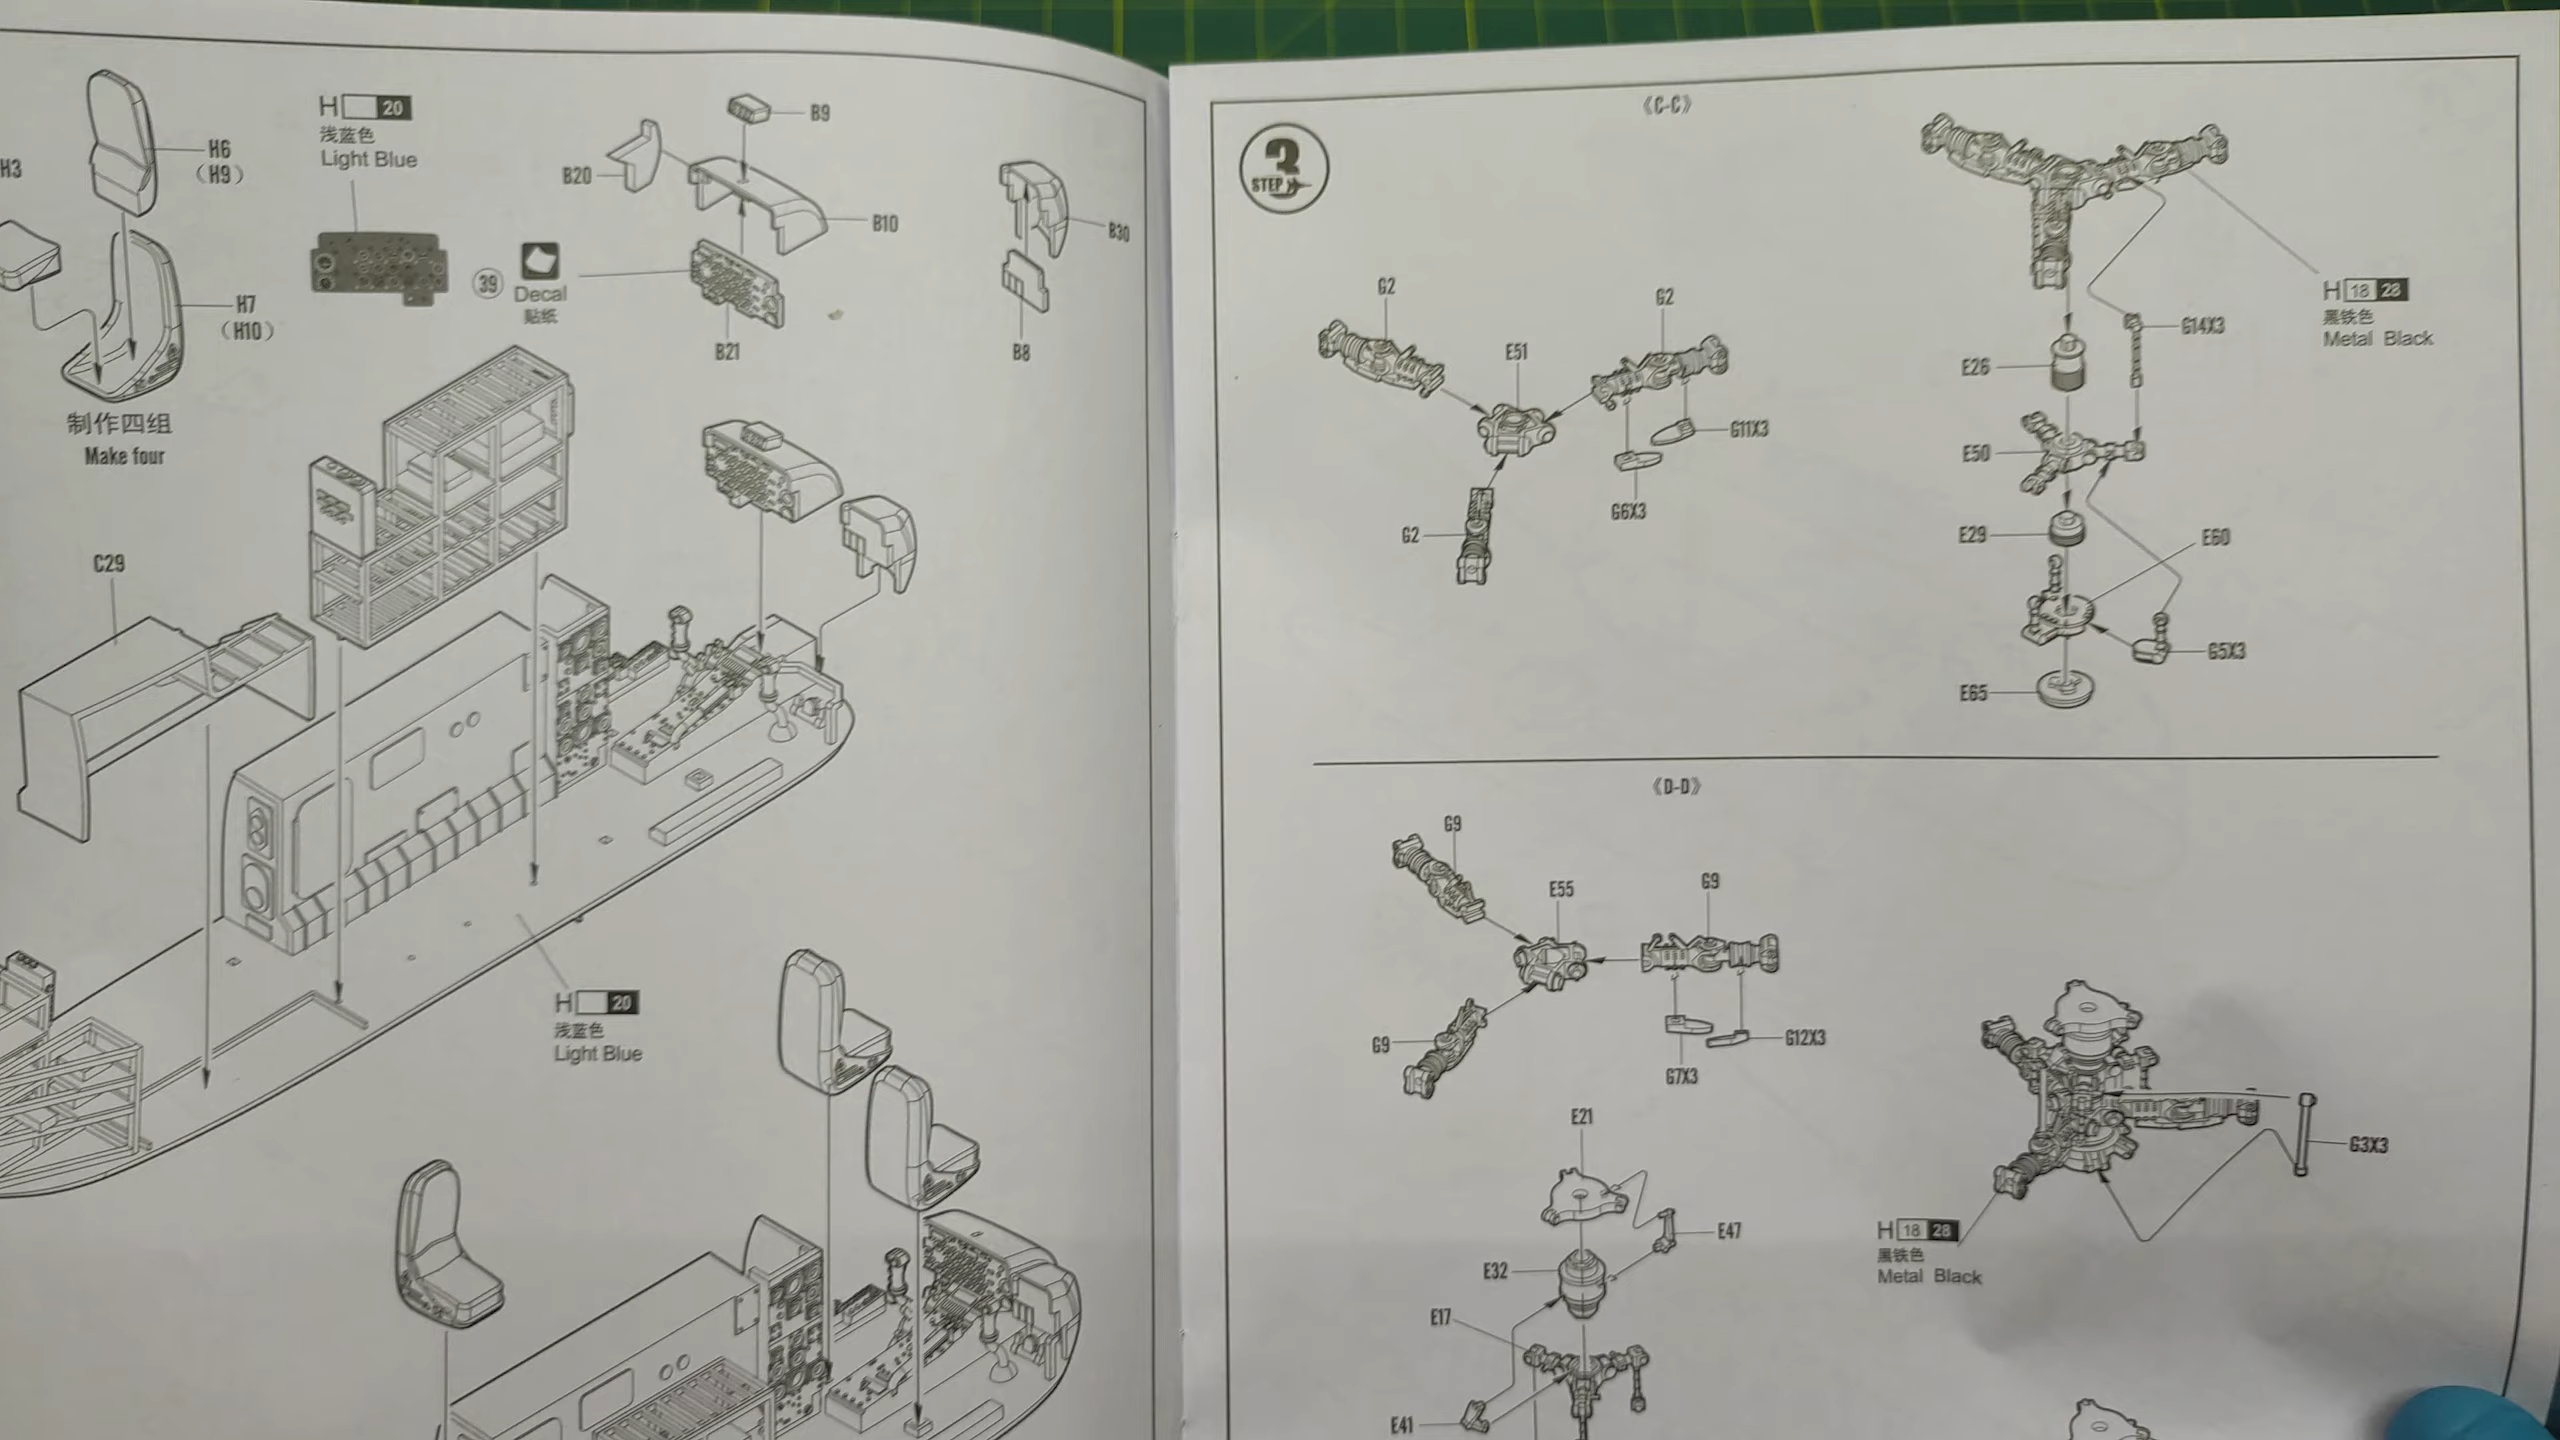 H3
H6
(H9)
H7
(H10)
制作四组
Make four
H 20
浅蓝色
Light Blue
B9
B20
B10
39
Decal
贴纸
B21
B30
B8
C29
H 20
浅蓝色
Light Blue
3
STEP
《C-C》
G2
G2
E51
G11X3
G6X3
G2
H 18 28
黑铁色
Metal Black
G14X3
E26
E50
E29
E60
G5X3
E65
《D-D》
G9
E55
G9
G9
G12X3
G7X3
E21
E47
E32
E17
E41
G3X3
H 18 28
黑铁色
Metal Black